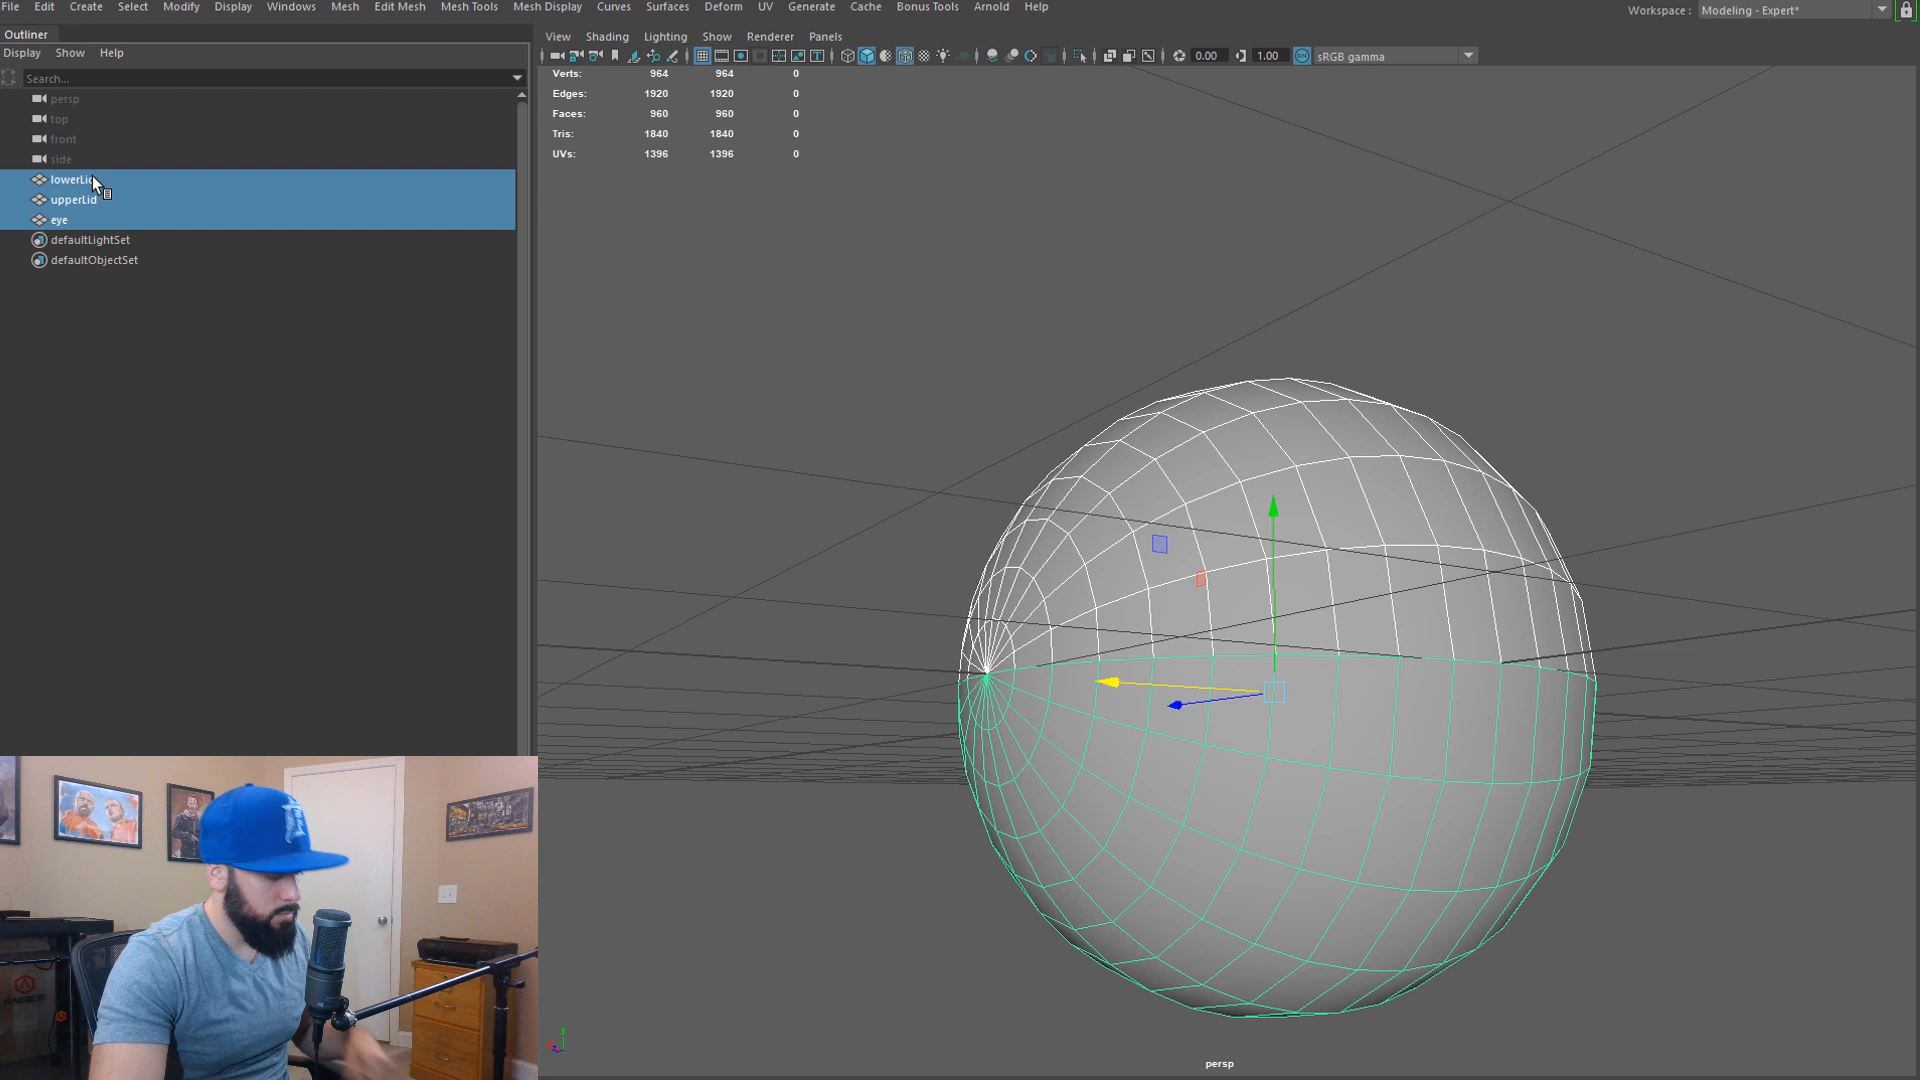 File Edit Create Select Modify Display Windows Mesh Edit Mesh Mesh Tools Mesh Display Curves Surfaces Deform UV Generate Cache Bonus Tools Arnold Help
Workspace : Modeling - Expert*
Outliner
Display Show Help
Search...
persp
top
front
side
lowerLid
upperLid
eye
defaultLightSet
defaultObjectSet
View Shading Lighting Show Renderer Panels
0.00 1.00 sRGB gamma
Verts: 964 964 0
Edges: 1920 1920 0
Faces: 960 960 0
Tris: 1840 1840 0
UVs: 1396 1396 0
y
persp
RAISE3D